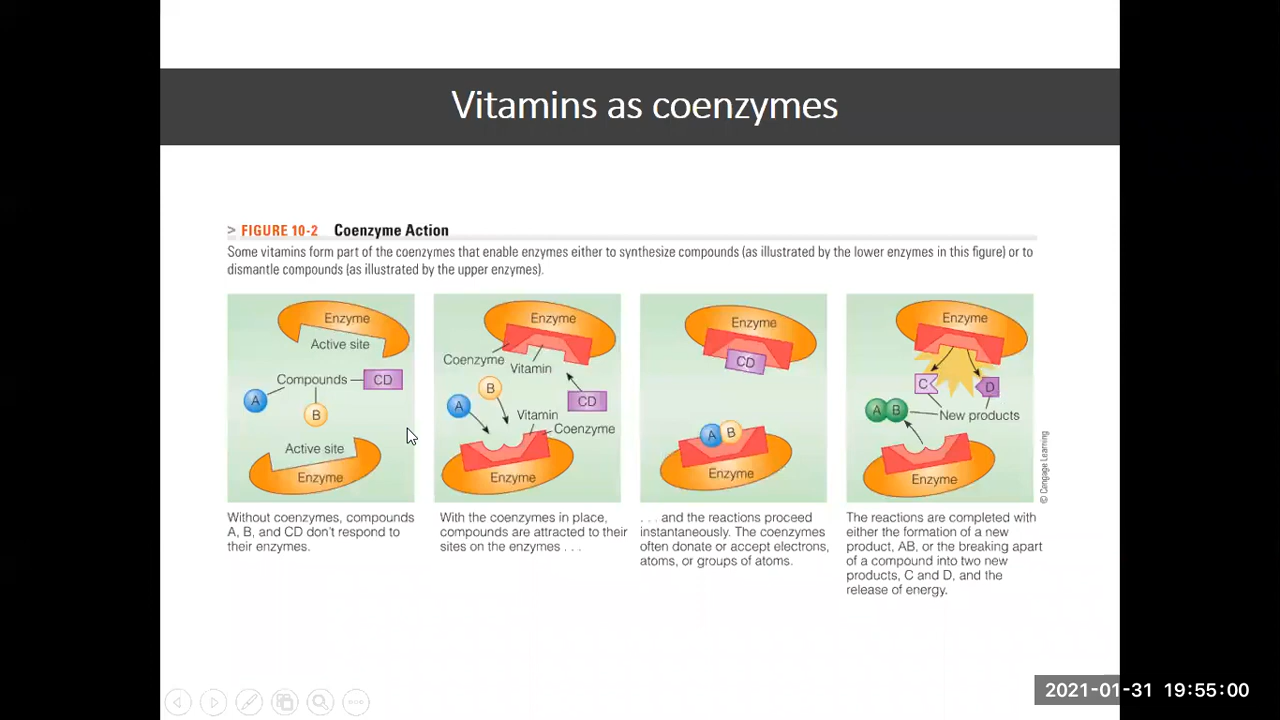 Vitamins as coenzymes
> FIGURE 10-2 Coenzyme Action
Some vitamins form part of the coenzymes that enable enzymes either to synthesize compounds (as illustrated by the lower enzymes in this figure) or to
dismantle compounds (as illustrated by the upper enzymes).
Enzyme
Active site
Compounds
CD
A
B
Active site
Enzyme
Without coenzymes, compounds
A, B, and CD don't respond to
their enzymes.
Enzyme
Coenzyme
Vitamin
B
A
CD
Vitamin
Coenzyme
Enzyme
With the coenzymes in place,
compounds are attracted to their
sites on the enzymes . . .
Enzyme
CD
A B
Enzyme
. . . and the reactions proceed
instantaneously. The coenzymes
often donate or accept electrons,
atoms, or groups of atoms.
Enzyme
C
D
A B
New products
Enzyme
The reactions are completed with
either the formation of a new
product, AB, or the breaking apart
of a compound into two new
products, C and D, and the
release of energy.
© Cengage Learning
2021-01-31 19:55:00